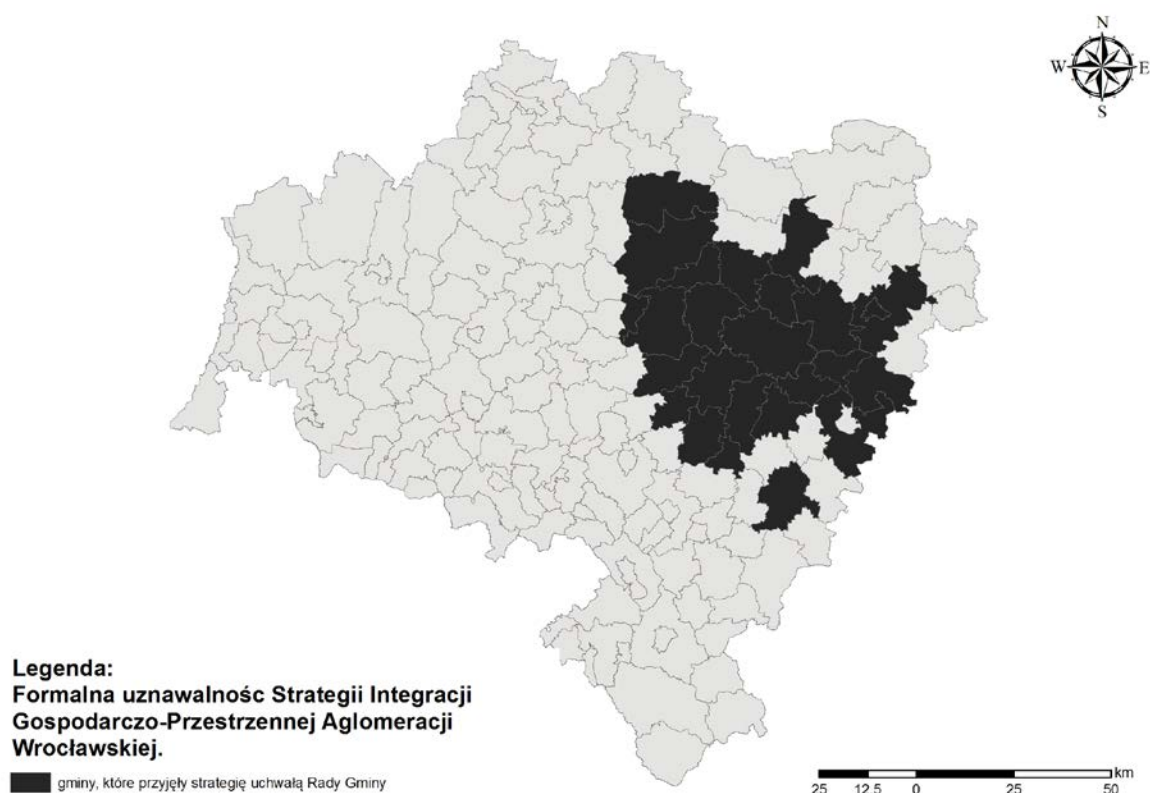 N
W E
S
Legenda:
Formalna uznawalnośc Strategii Integracji
Gospodarczo-Przestrzennej Aglomeracji
Wrocławskiej.
gminy, które przyjęły strategię uchwałą Rady Gminy
km
25 12.5 0 25 50